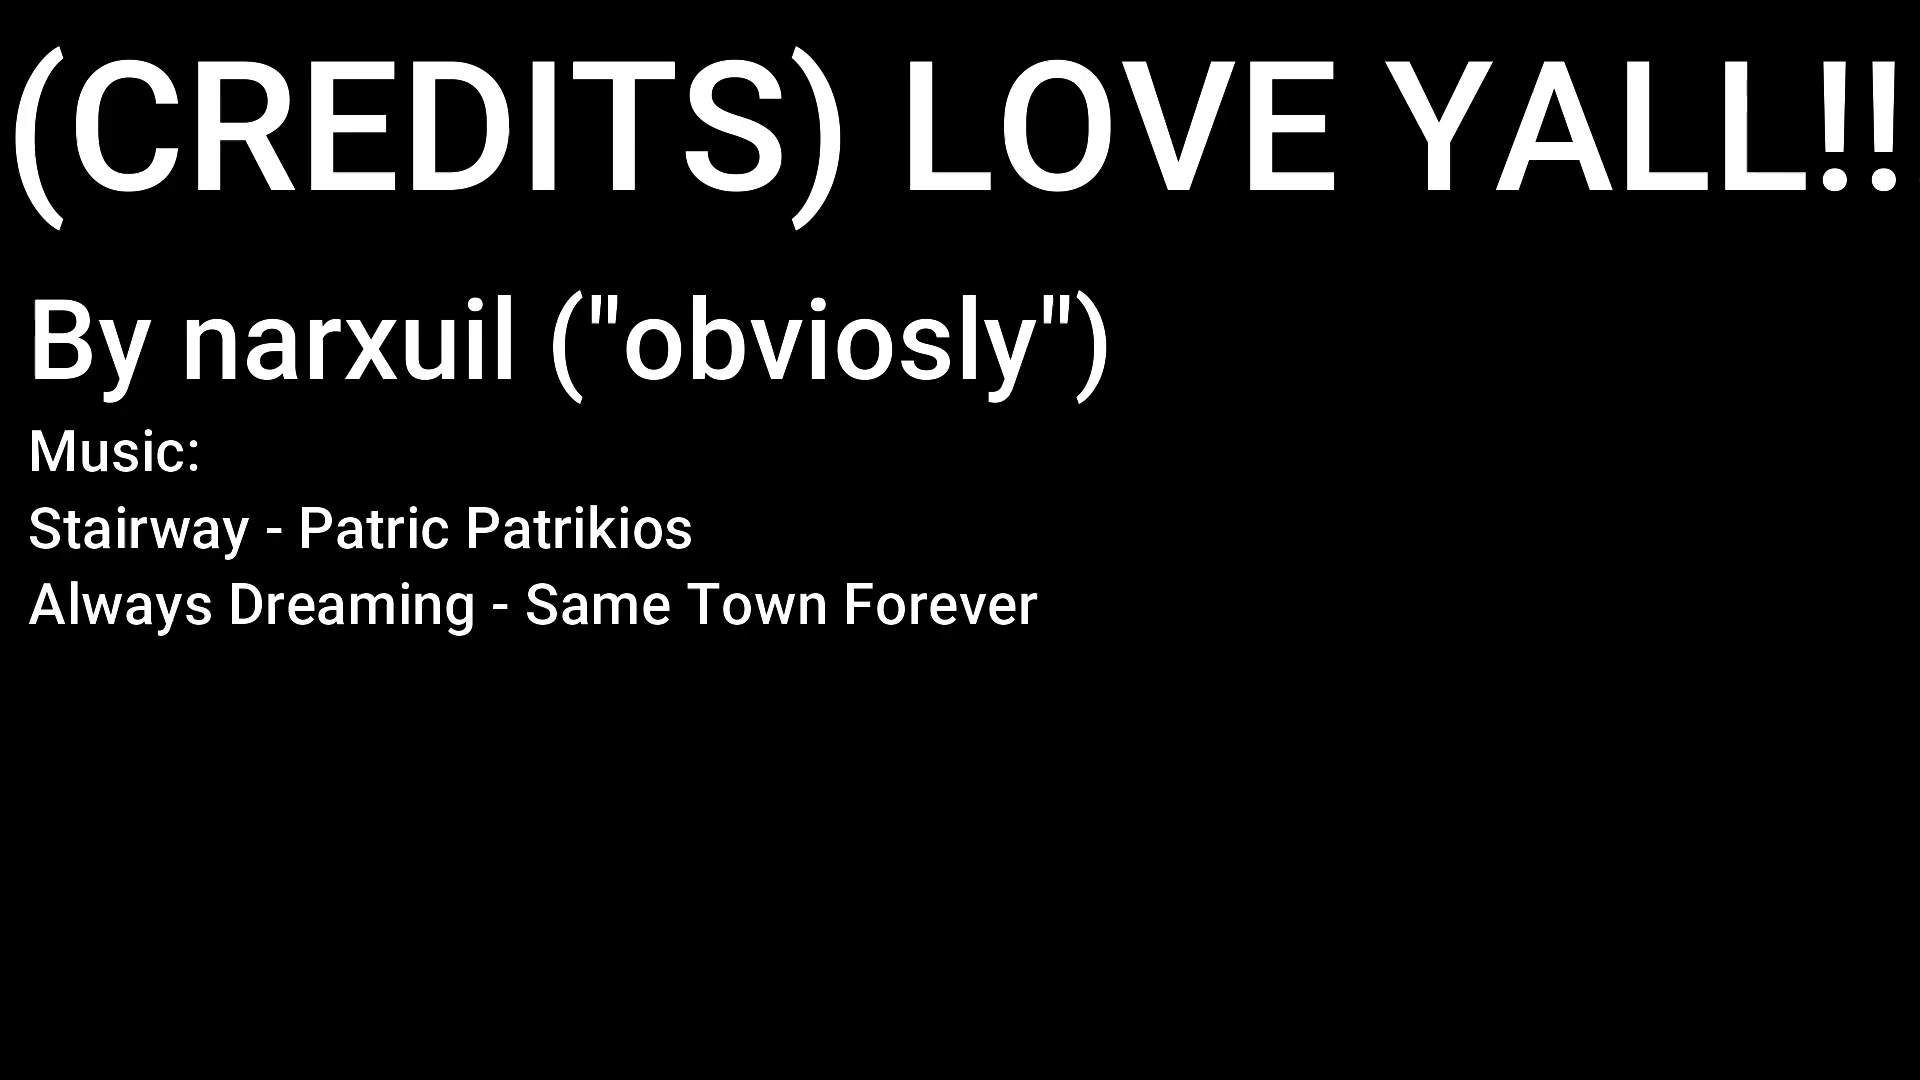 (CREDITS) LOVE YALL!!
By narxuil ("obviosly")
Music:
Stairway - Patric Patrikios
Always Dreaming - Same Town Forever